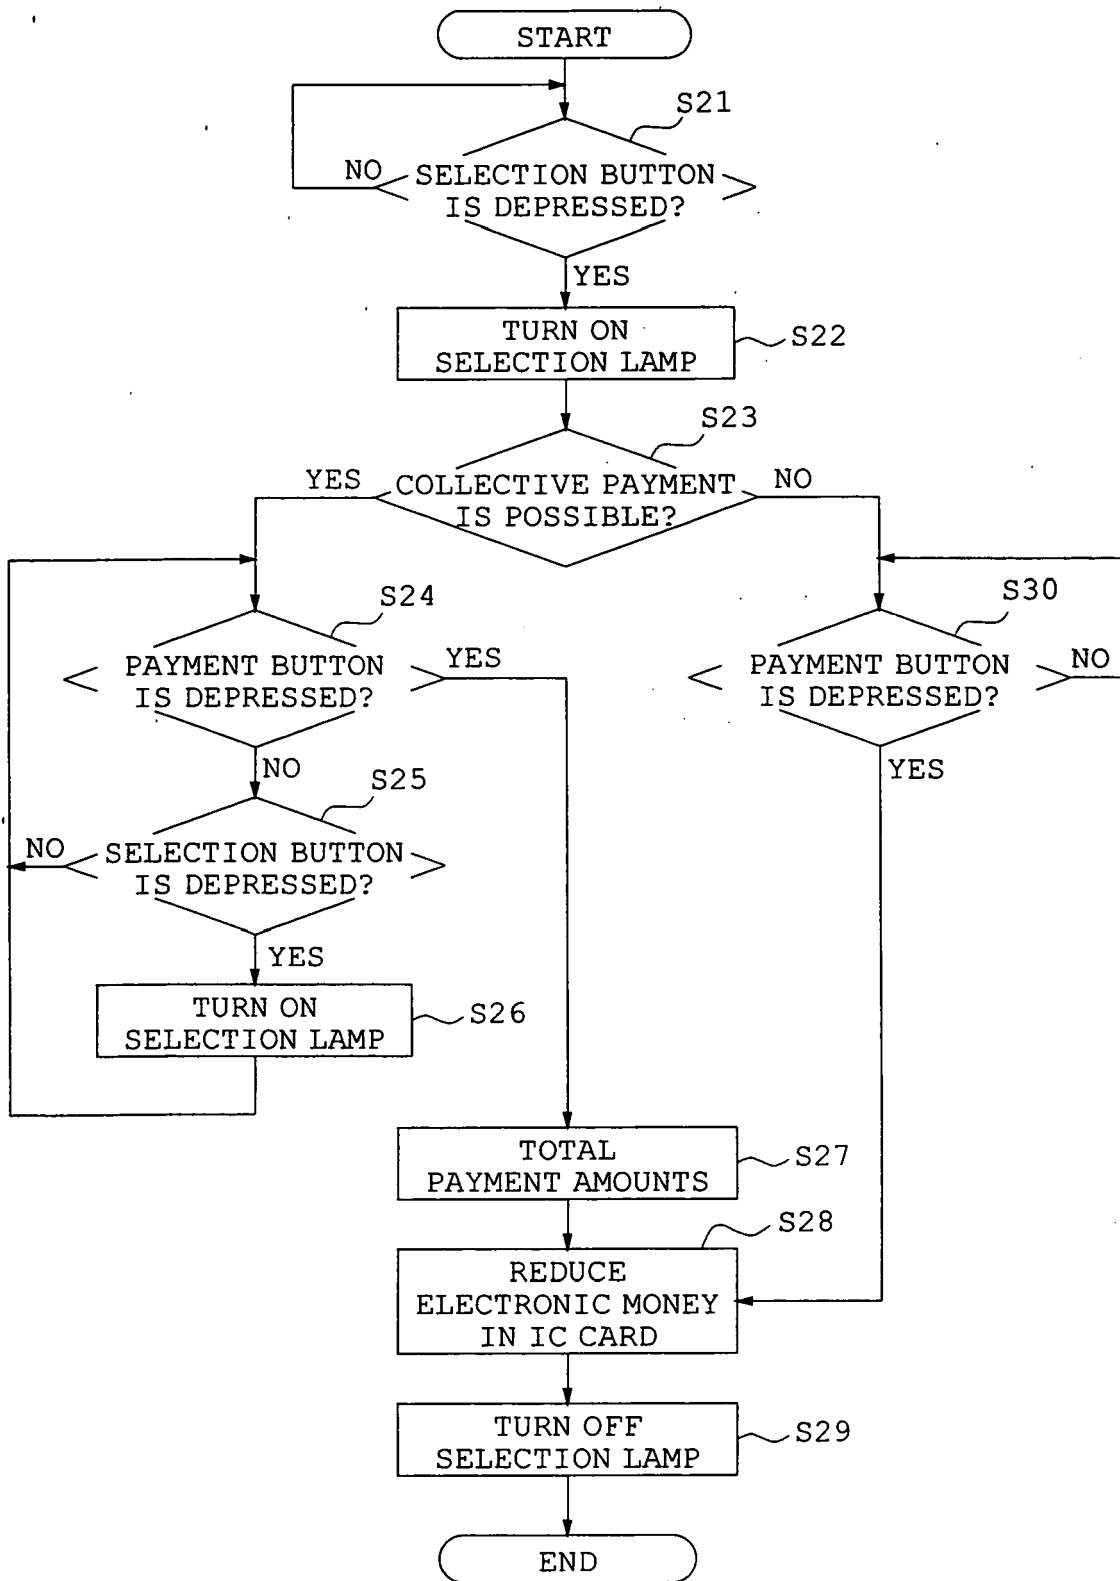 START
S21
NO
SELECTION BUTTON
IS DEPRESSED?
YES
TURN ON
SELECTION LAMP
S22
S23
YES
COLLECTIVE PAYMENT
IS POSSIBLE?
NO
S24
PAYMENT BUTTON
IS DEPRESSED?
YES
NO
S30
PAYMENT BUTTON
IS DEPRESSED?
NO
YES
S25
NO
SELECTION BUTTON
IS DEPRESSED?
YES
TURN ON
SELECTION LAMP
S26
TOTAL
PAYMENT AMOUNTS
S27
S28
REDUCE
ELECTRONIC MONEY
IN IC CARD
TURN OFF
SELECTION LAMP
S29
END